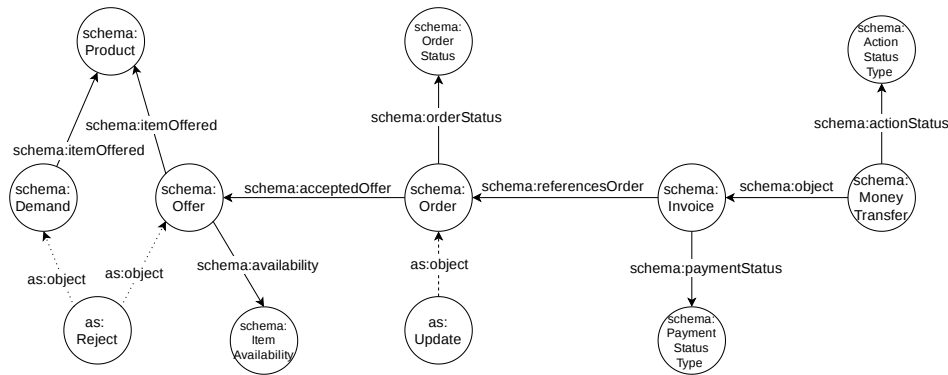 schema:
Product
schema:
Order
Status
schema:
Action
Status
Type
schema:itemOffered
schema:itemOffered
schema:orderStatus
schema:actionStatus
schema:
Demand
schema:
Offer
schema:acceptedOffer
schema:
Order
schema:referencesOrder
schema:
Invoice
schema:object
schema:
Money
Transfer
as:object
as:object
schema:availability
as:object
schema:paymentStatus
as:
Reject
schema:
Item
Availability
as:
Update
schema:
Payment
Status
Type